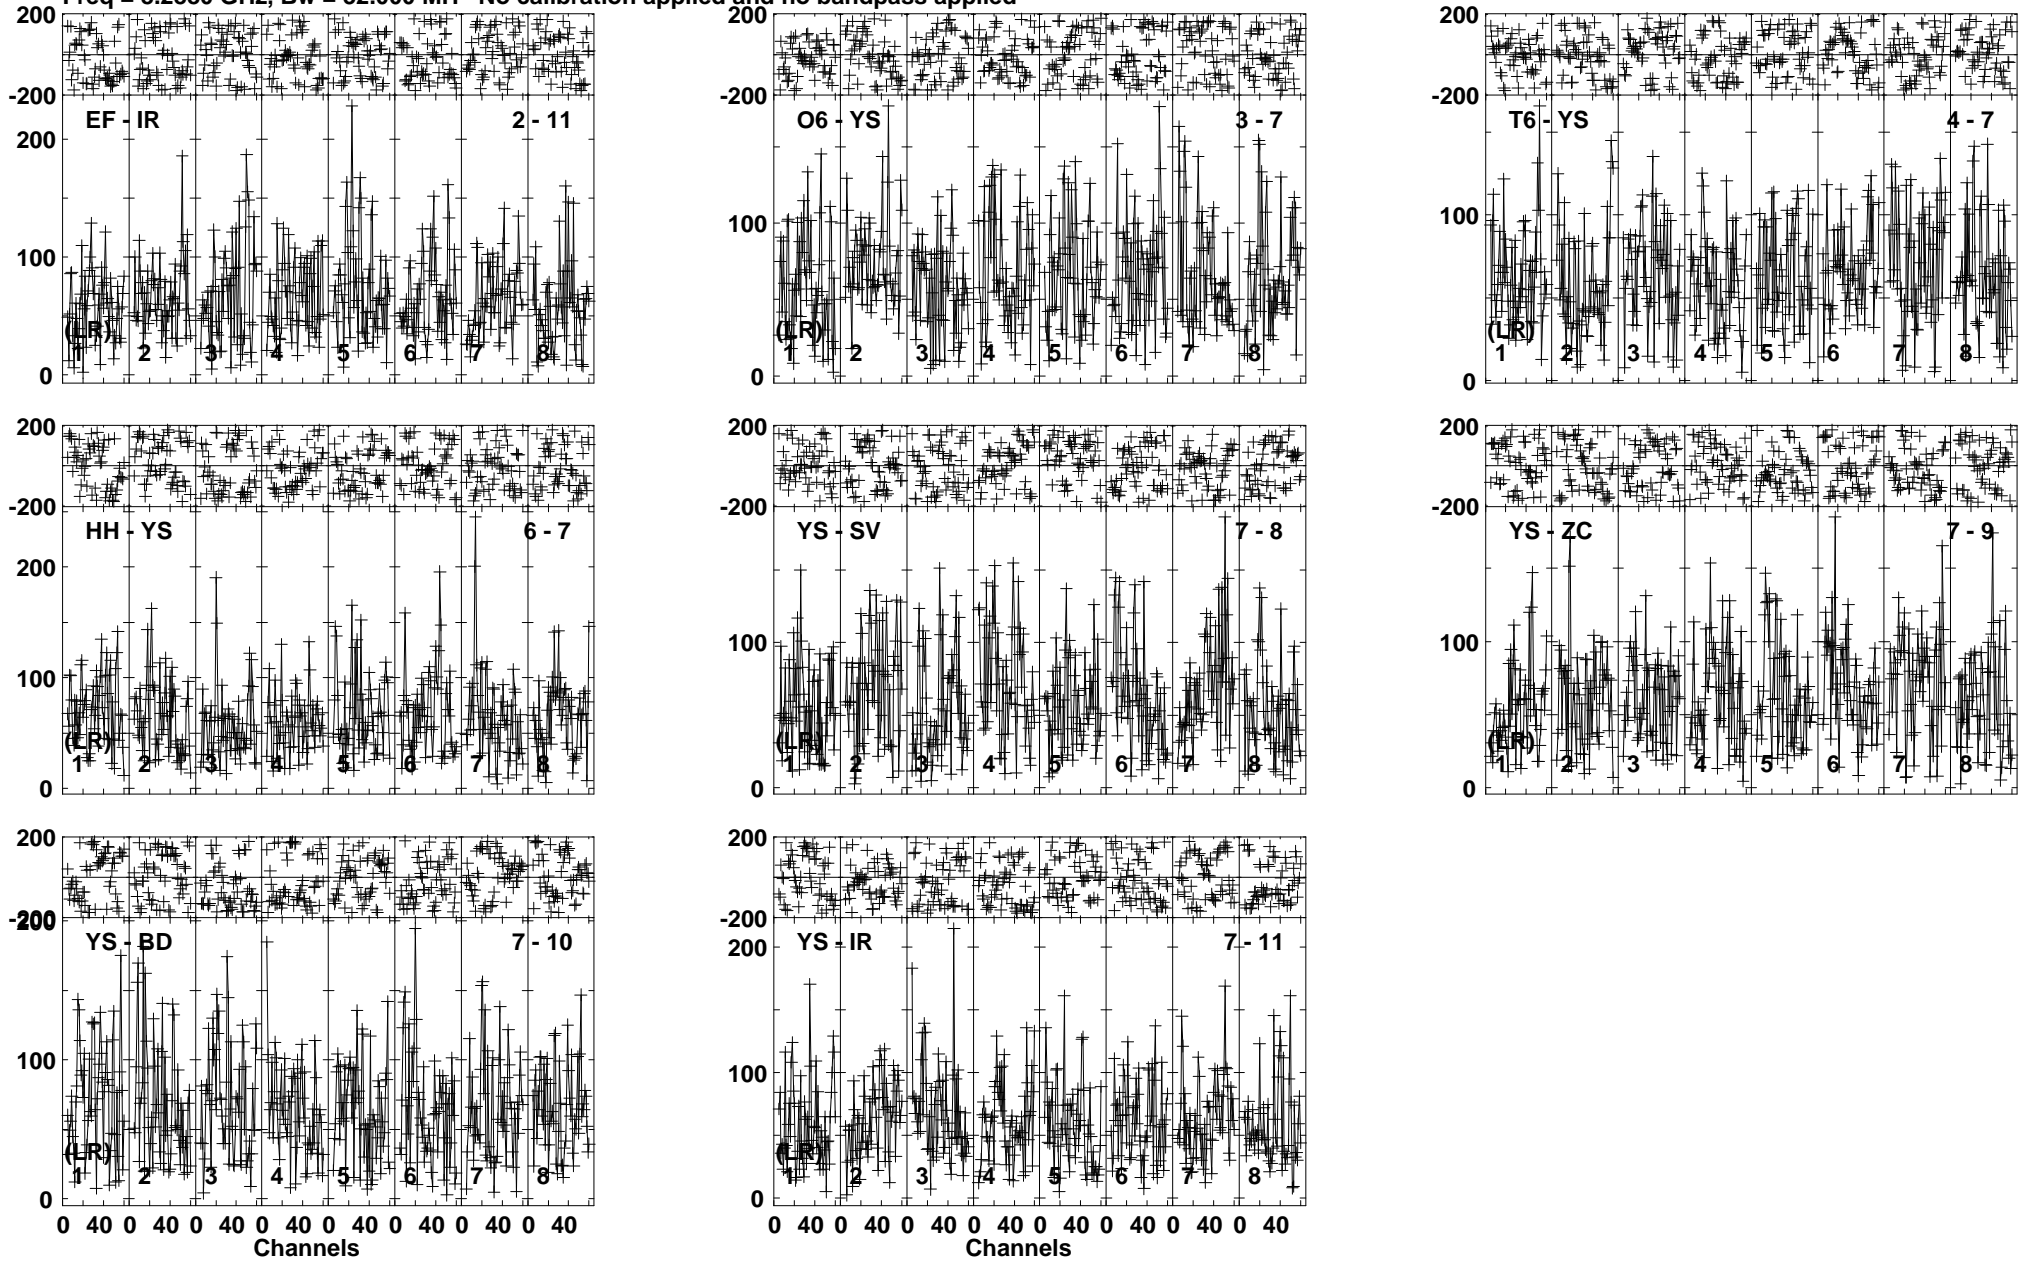 No calibration applied and no bandpass applied
200 200 200
-200 -200 -200
EF - IR 2 - 11 O6 - YS 3 - 7 T6 - YS 4 - 7
200
100 100 100
(LR) (LR) (LR)
1 2 3 4 5 6 7 8 1 2 3 4 5 6 7 8 1 2 3 4 5 6 7 8
0 0 0
200 200 200
-200 -200 -200
HH - YS 6 - 7 YS - SV 7 - 8 YS - ZC 7 - 9
200
100 100 100
(LR) (LR) (LR)
1 2 3 4 5 6 7 8 1 2 3 4 5 6 7 8 1 2 3 4 5 6 7 8
0 0 0
200 200
-200 -200
200
YS - BD 7 - 10 YS - IR 7 - 11
200
100 100
(LR) (LR)
1 2 3 4 5 6 7 8 1 2 3 4 5 6 7 8
0 0
0 40 0 40 0 40 0 40 0 40 0 40 0 40 0 40 0 40 0 40 0 40 0 40 0 40 0 40 0 40 0 40
Channels Channels